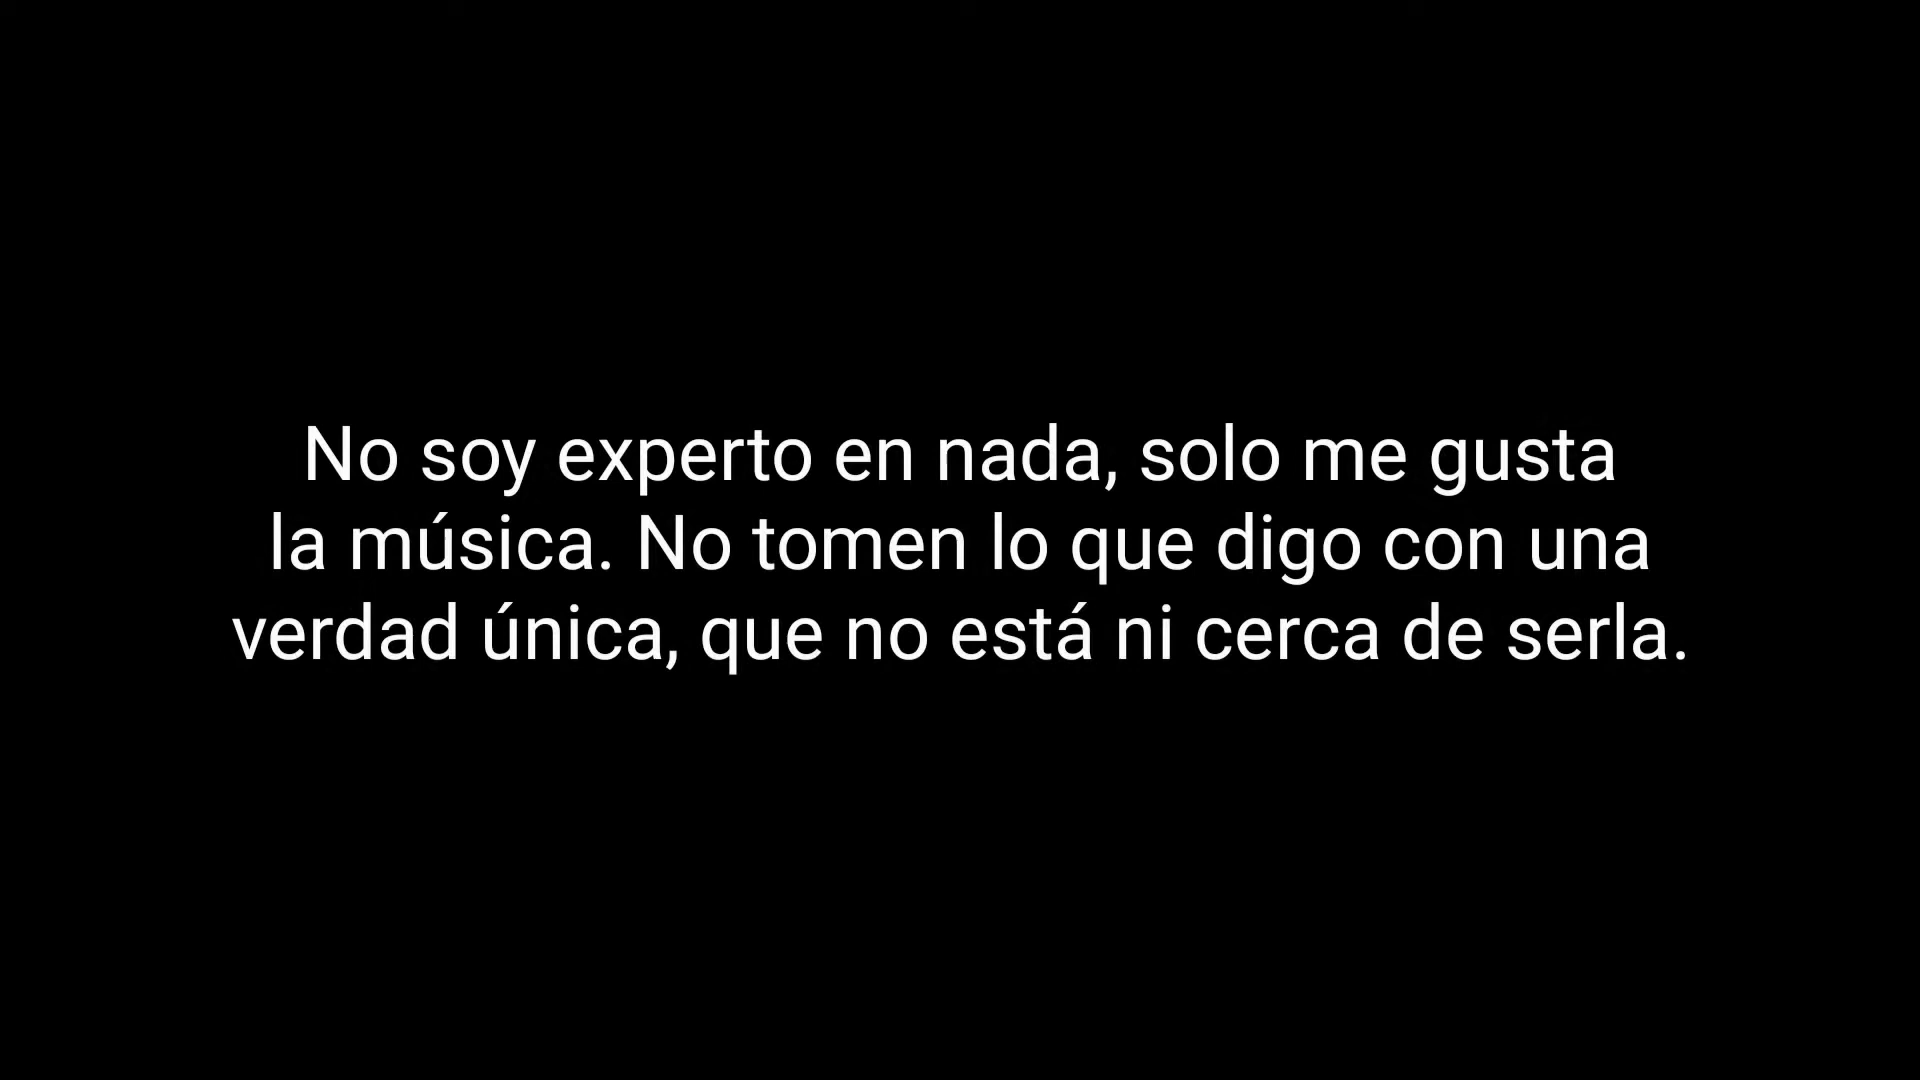 No soy experto en nada, solo me gusta
la música. No tomen lo que digo con una
verdad única, que no está ni cerca de serla.